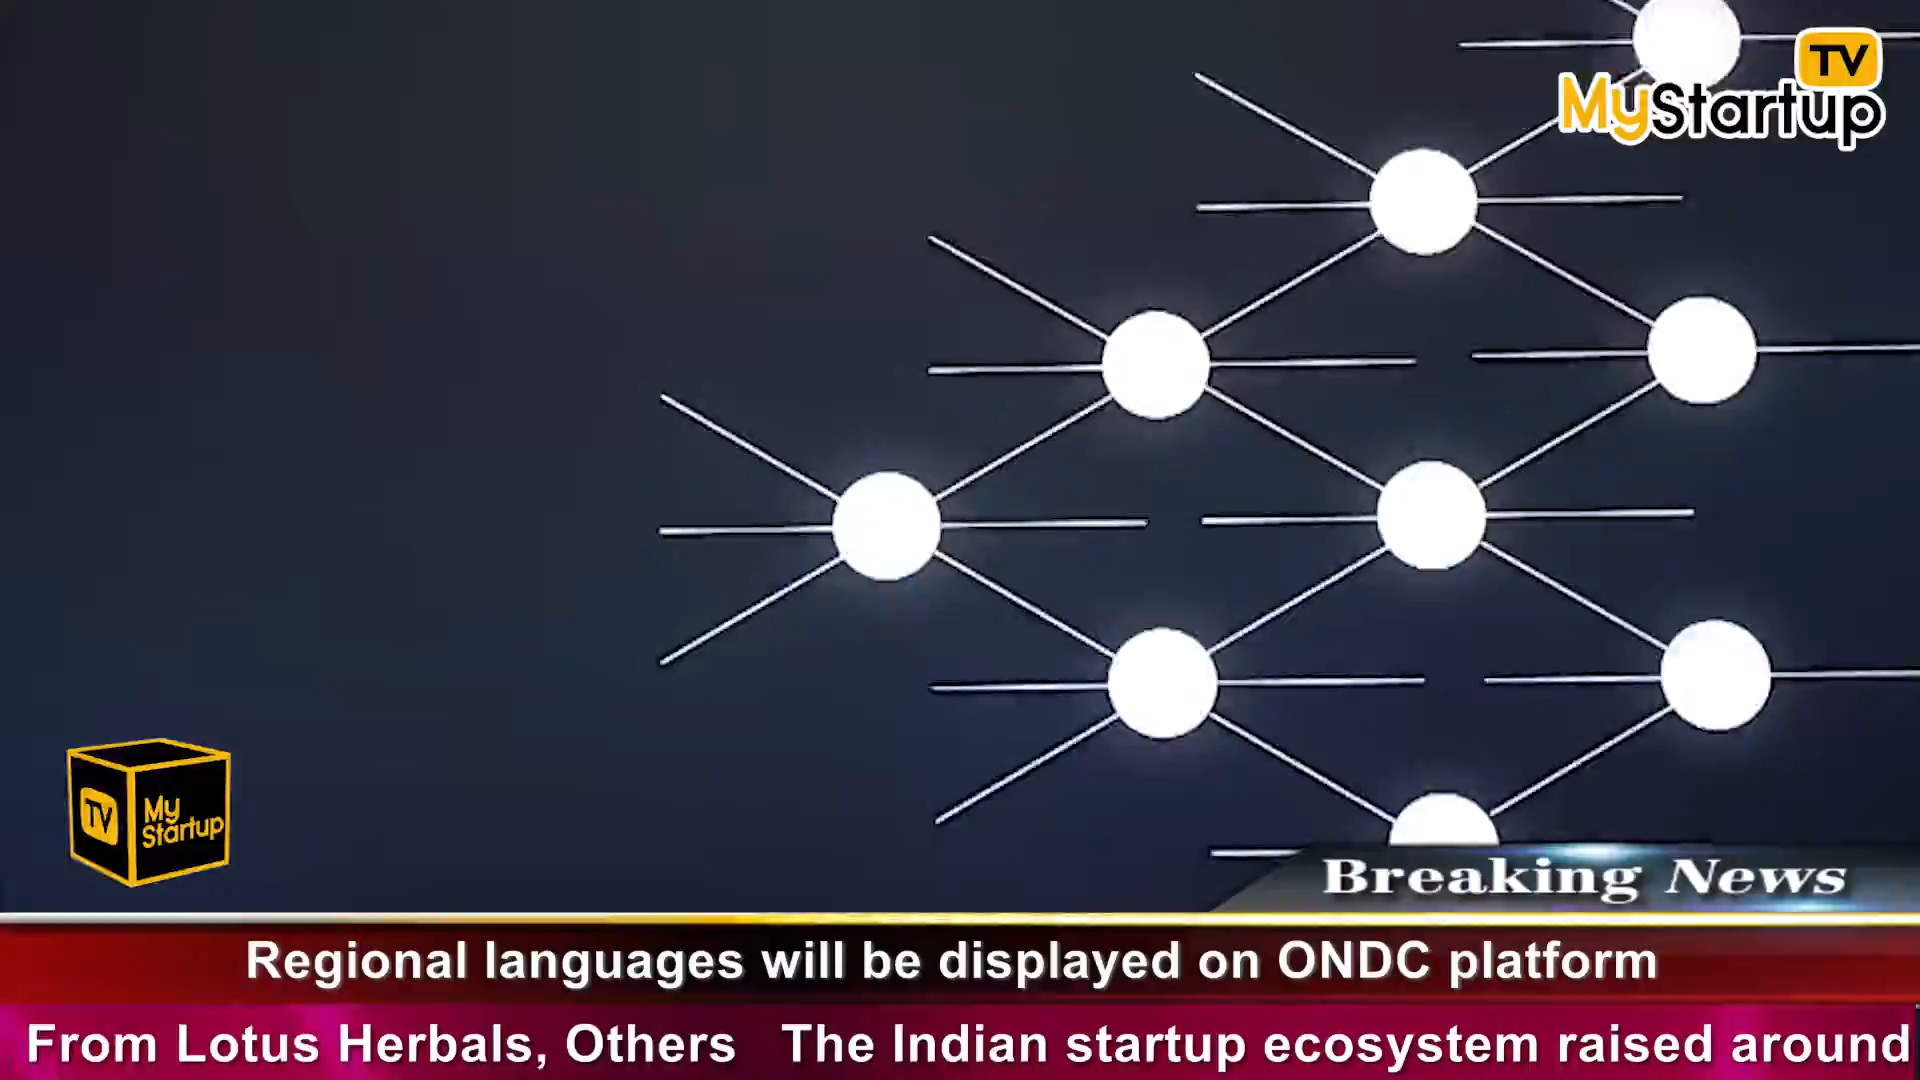 TV
MyStartup
TV
My
Startup
Breaking News
Regional languages will be displayed on ONDC platform
From Lotus Herbals, Others The Indian startup ecosystem raised around